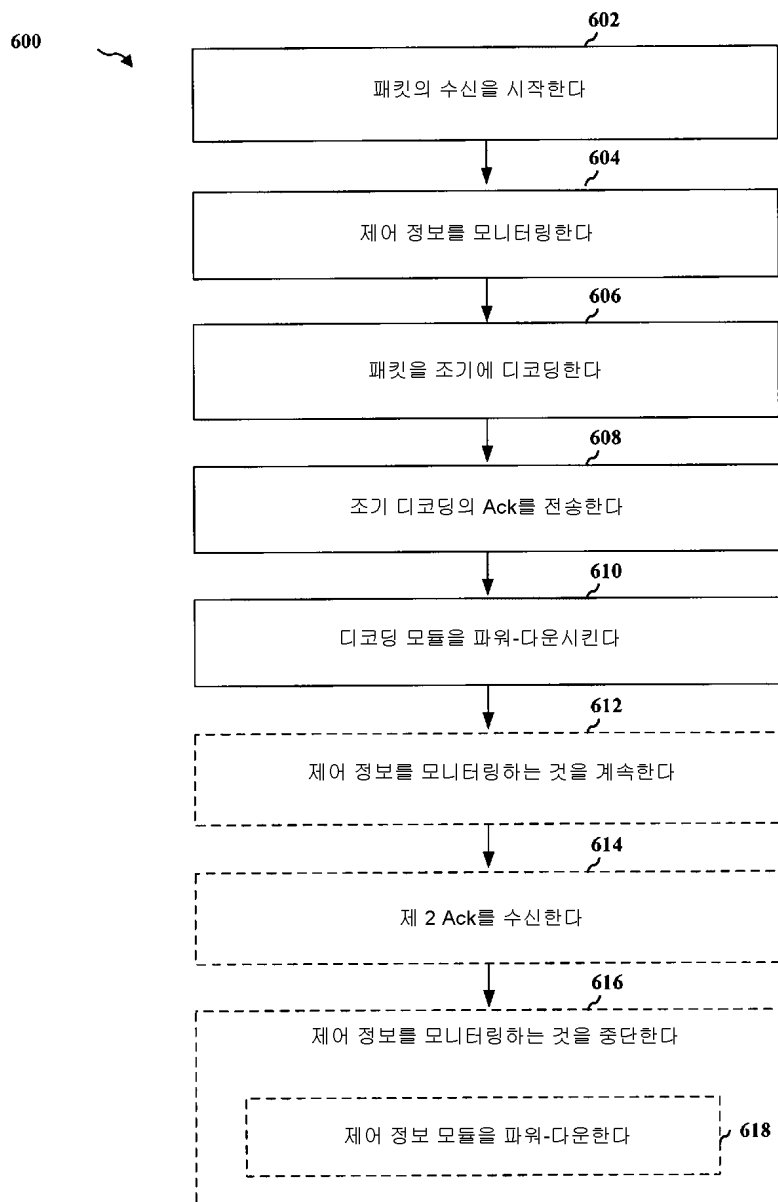 600
602
패킷의 수신을 시작한다
604
제어 정보를 모니터링한다
606
패킷을 조기에 디코딩한다
608
조기 디코딩의 Ack를 전송한다
610
디코딩 모듈을 파워-다운시킨다
612
제어 정보를 모니터링하는 것을 계속한다
614
제 2 Ack를 수신한다
616
제어 정보를 모니터링하는 것을 중단한다
제어 정보 모듈을 파워-다운한다
618